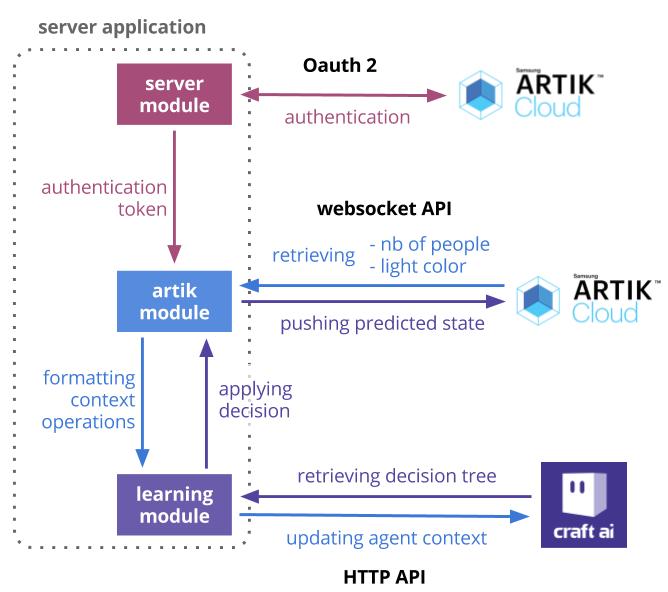 server application
server
module
Oauth 2
authentication
Samsung
ARTIK™
Cloud
authentication
token
websocket API
retrieving
- nb of people
- light color
artik
module
pushing predicted state
Samsung
ARTIK™
Cloud
formatting
context
operations
applying
decision
learning
module
retrieving decision tree
updating agent context
craft ai
HTTP API